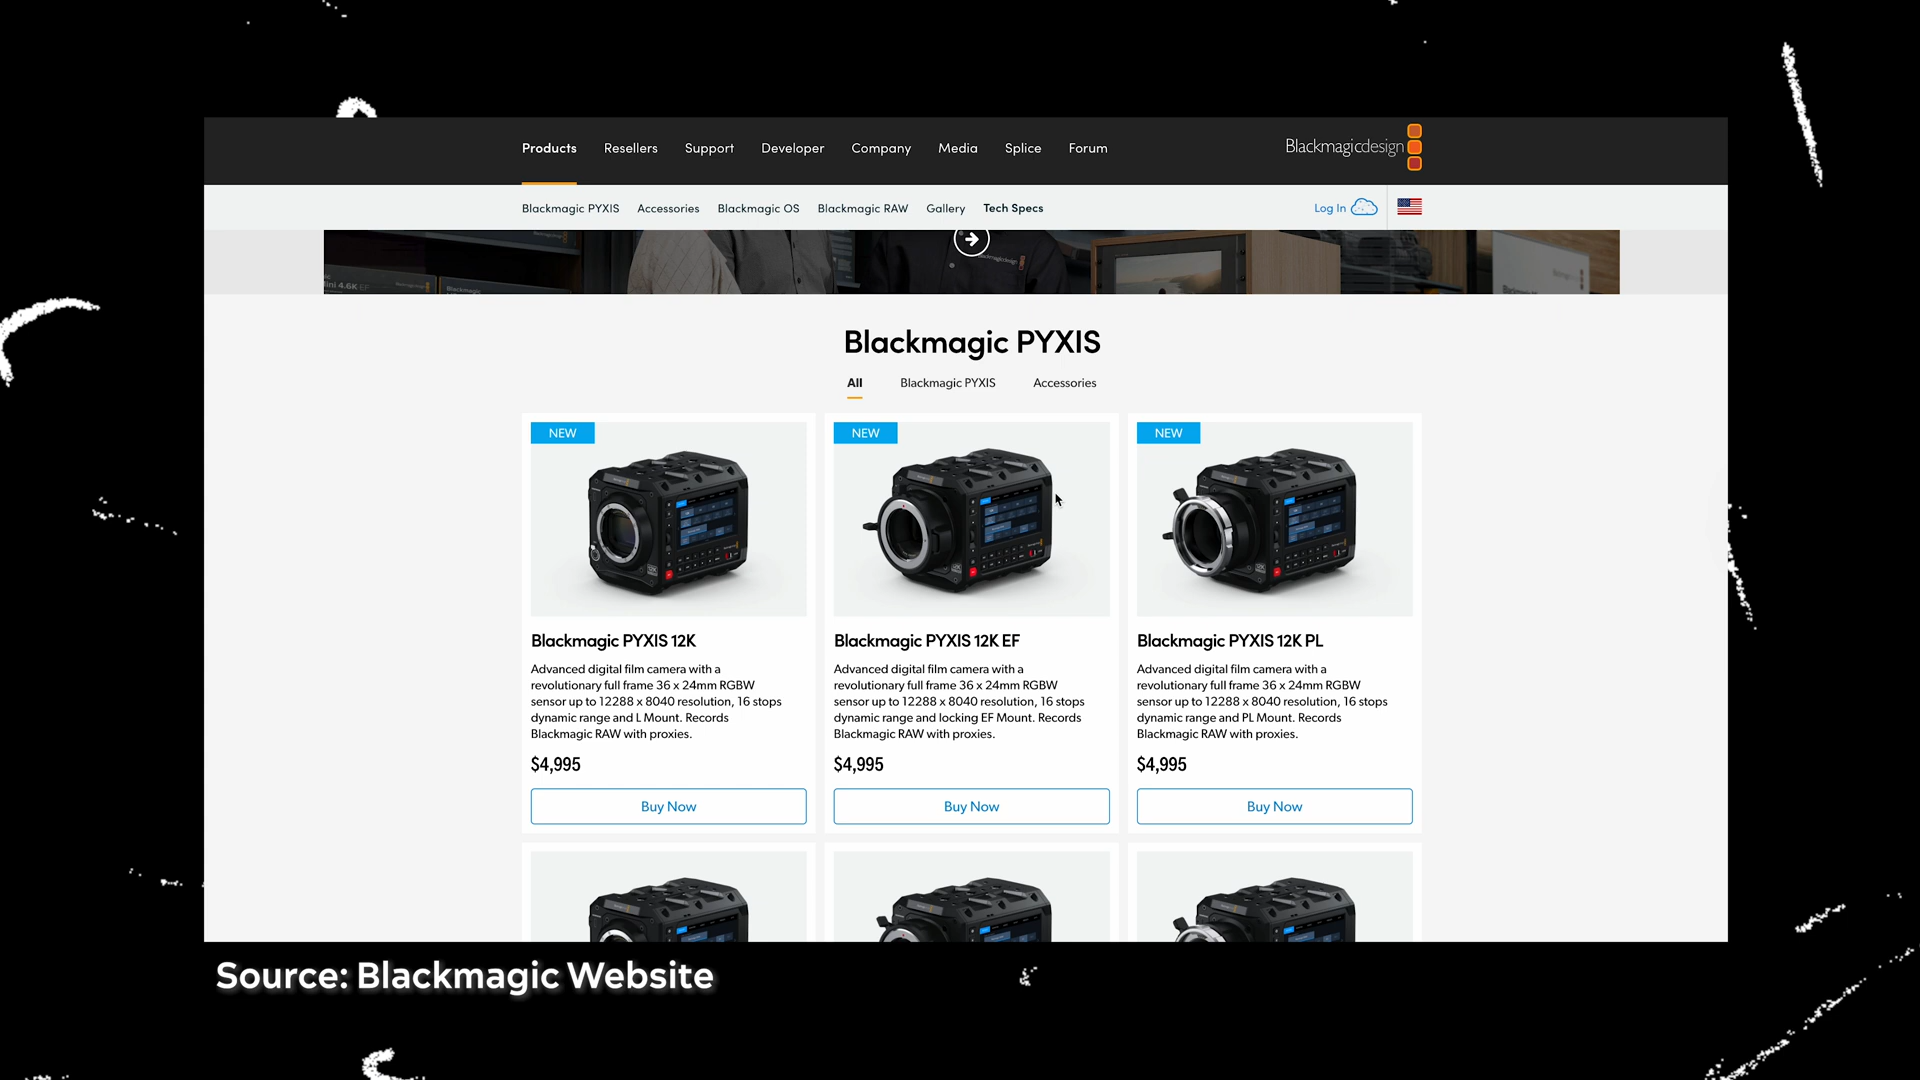 Products Resellers Support Developer Company Media Splice Forum
Blackmagicdesign
Blackmagic PYXIS Accessories Blackmagic OS Blackmagic RAW Gallery Tech Specs
Log In
ini 4.6K EF
Blackmagic PYXIS
All Blackmagic PYXIS Accessories
NEW
Blackmagic PYXIS 12K
Advanced digital film camera with a
revolutionary full frame 36 x 24mm RGBW
sensor up to 12288 x 8040 resolution, 16 stops
dynamic range and L Mount. Records
Blackmagic RAW with proxies.
$4,995
Buy Now
NEW
Blackmagic PYXIS 12K EF
Advanced digital film camera with a
revolutionary full frame 36 x 24mm RGBW
sensor up to 12288 x 8040 resolution, 16 stops
dynamic range and locking EF Mount. Records
Blackmagic RAW with proxies.
$4,995
Buy Now
NEW
Blackmagic PYXIS 12K PL
Advanced digital film camera with a
revolutionary full frame 36 x 24mm RGBW
sensor up to 12288 x 8040 resolution, 16 stops
dynamic range and PL Mount. Records
Blackmagic RAW with proxies.
$4,995
Buy Now
Source: Blackmagic Website